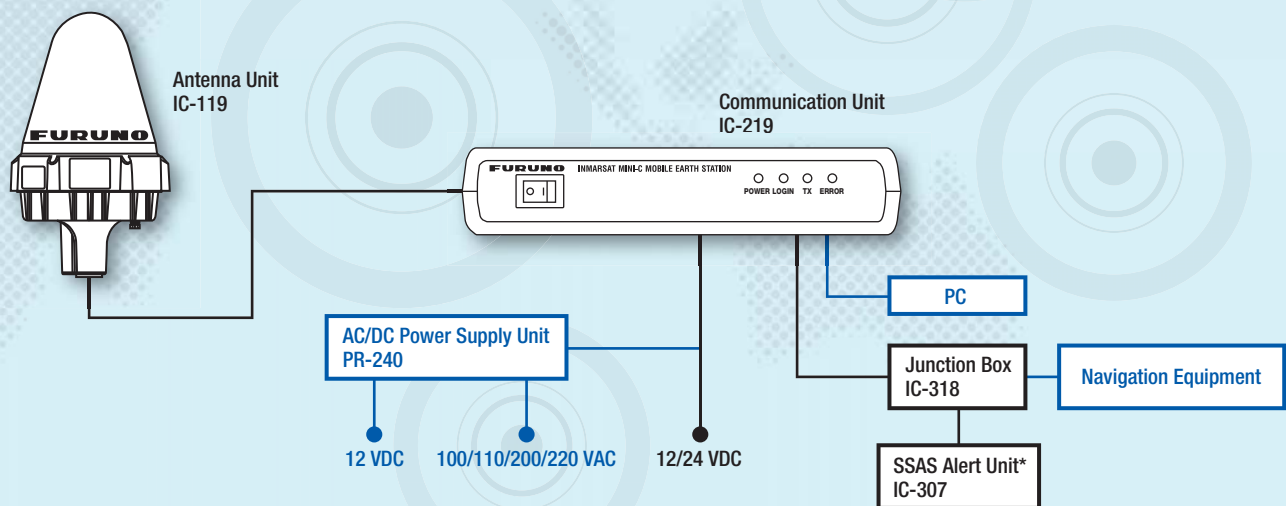 Antenna Unit
IC-119
FURUNO
Communication Unit
IC-219
FURUNO INMARSAT MINI-C MOBILE EARTH STATION
POWER LOGIN TX ERROR
O I
PC
AC/DC Power Supply Unit
PR-240
Junction Box
IC-318
Navigation Equipment
12 VDC 100/110/200/220 VAC 12/24 VDC
SSAS Alert Unit*
IC-307